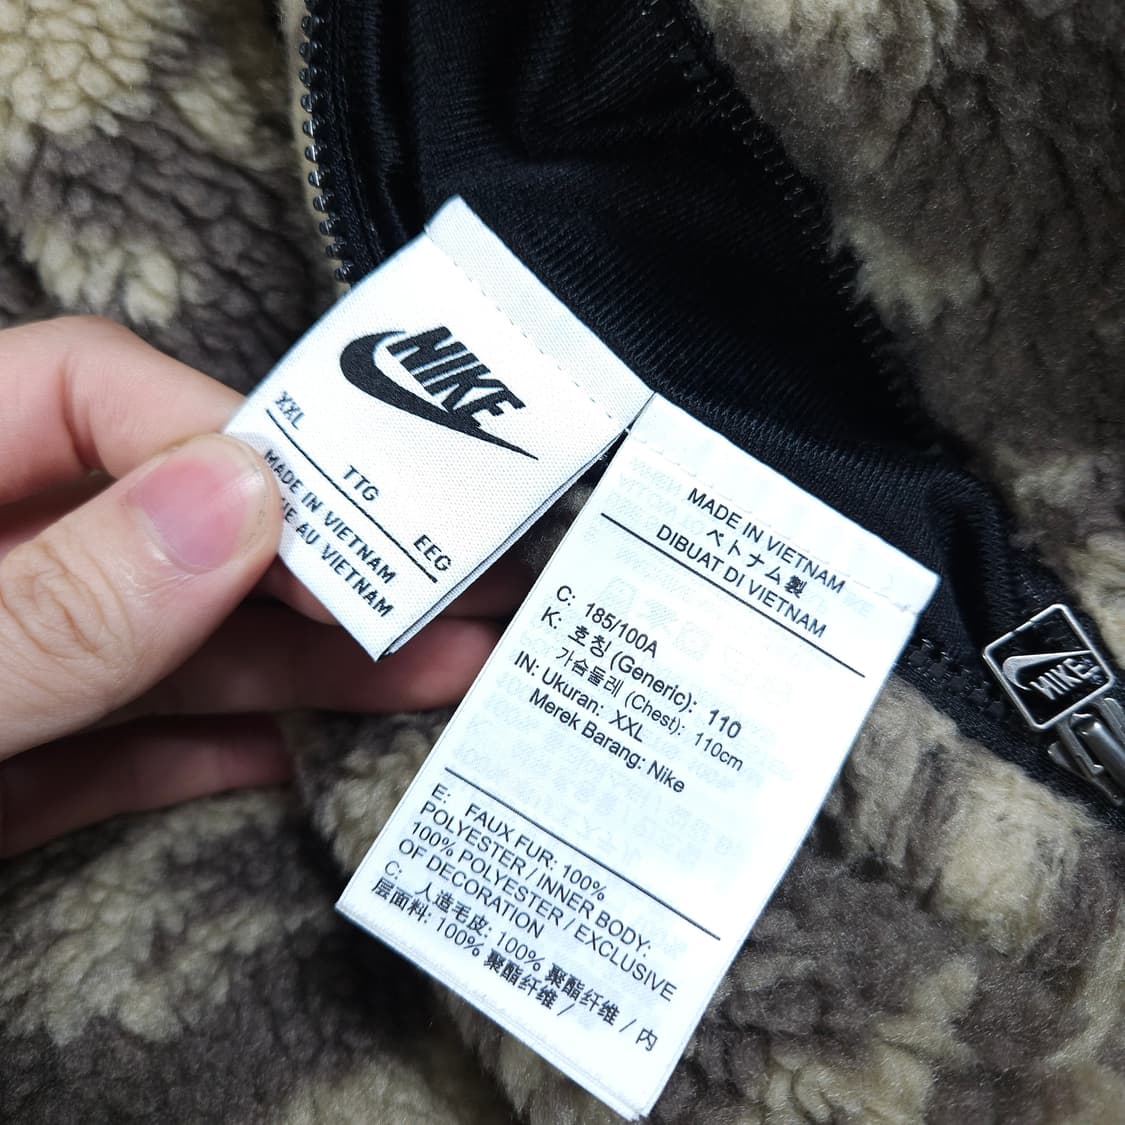 NIKE
XXL
TTG
EEG
MADE IN VIETNAM
AU VIETNAM
MADE IN VIETNAM
ベトナム製
DIBUAT DI VIETNAM
C: 185/100A
K: 호칭 (Generic): 110
가슴둘레 (Chest): 110cm
IN: Ukuran: XXL
Merek Barang: Nike
E: FAUX FUR: 100%
POLYESTER / INNER BODY:
100% POLYESTER / EXCLUSIVE
OF DECORATION
C: 人造毛皮: 100% 聚酯纤维 / 内
层面料: 100% 聚酯纤维 /
NIKE